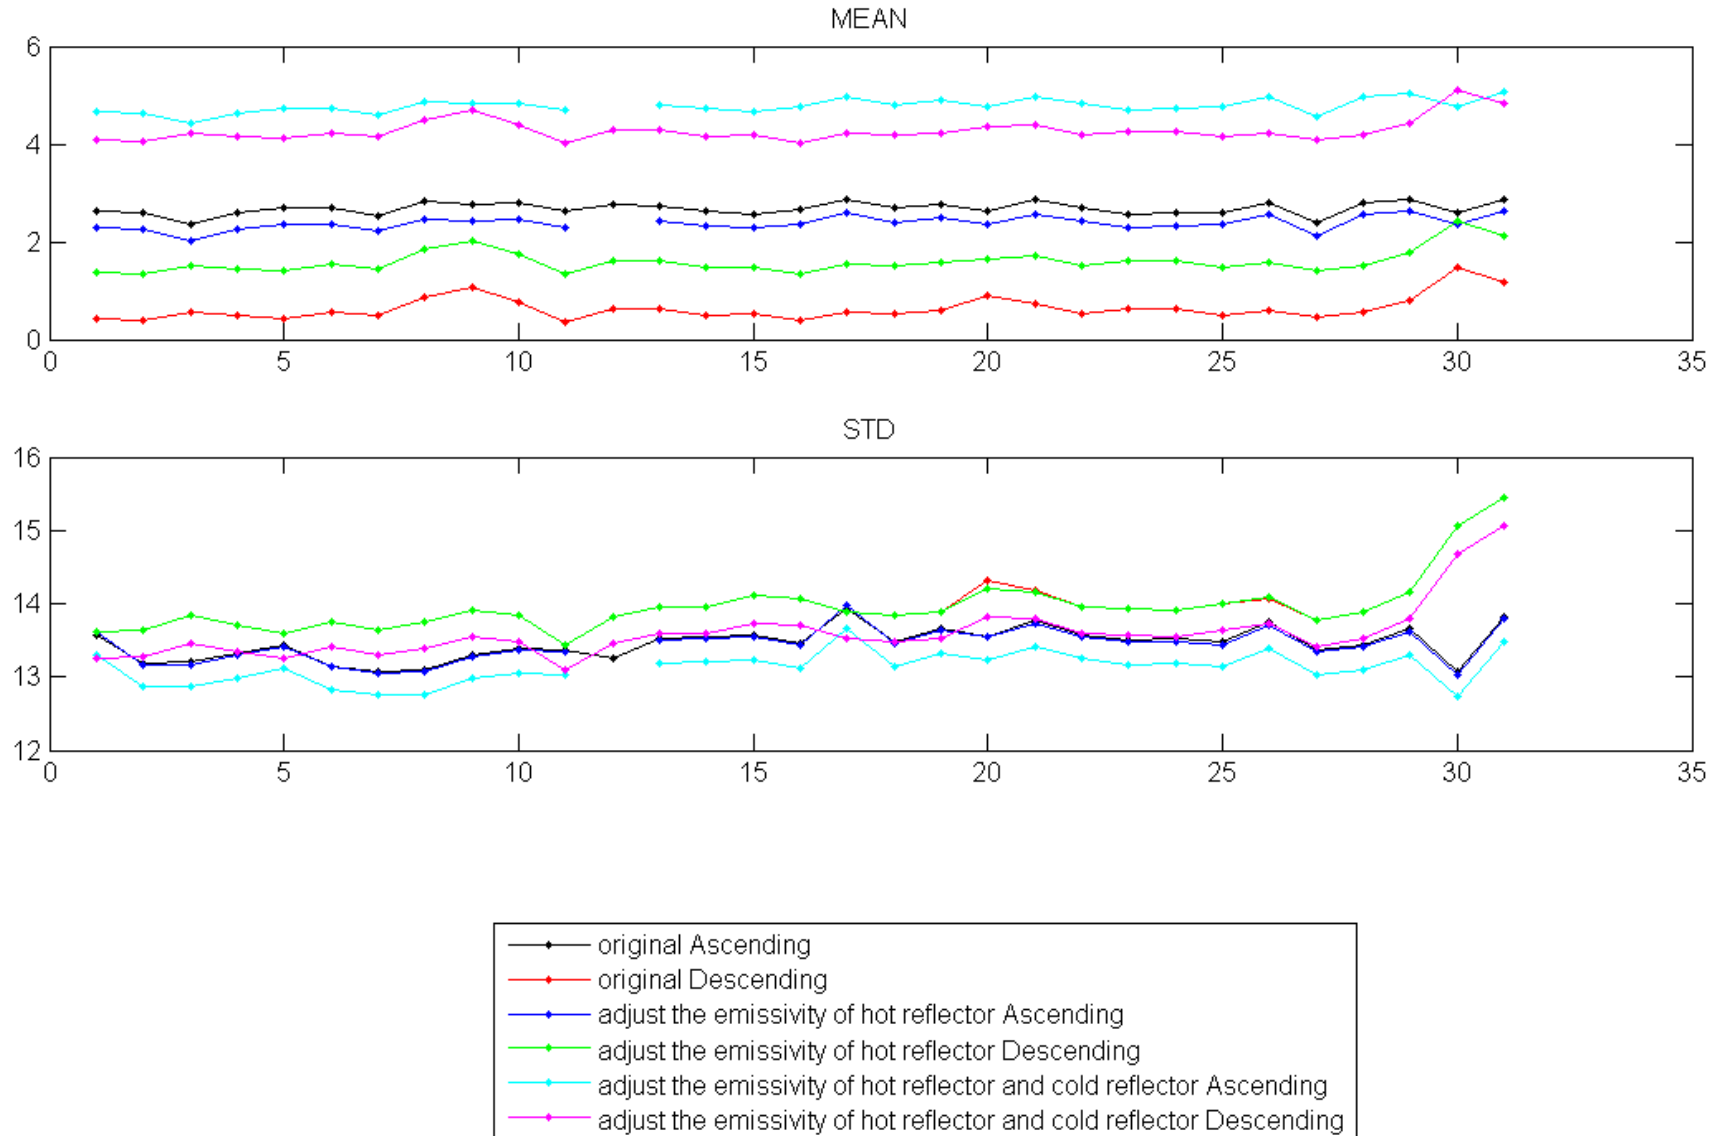 MEAN
6
4
2
0
0 5 10 15 20 25 30 35
STD
16
15
14
13
12
0 5 10 15 20 25 30 35
original Ascending
original Descending
adjust the emissivity of hot reflector Ascending
adjust the emissivity of hot reflector Descending
adjust the emissivity of hot reflector and cold reflector Ascending
adjust the emissivity of hot reflector and cold reflector Descending